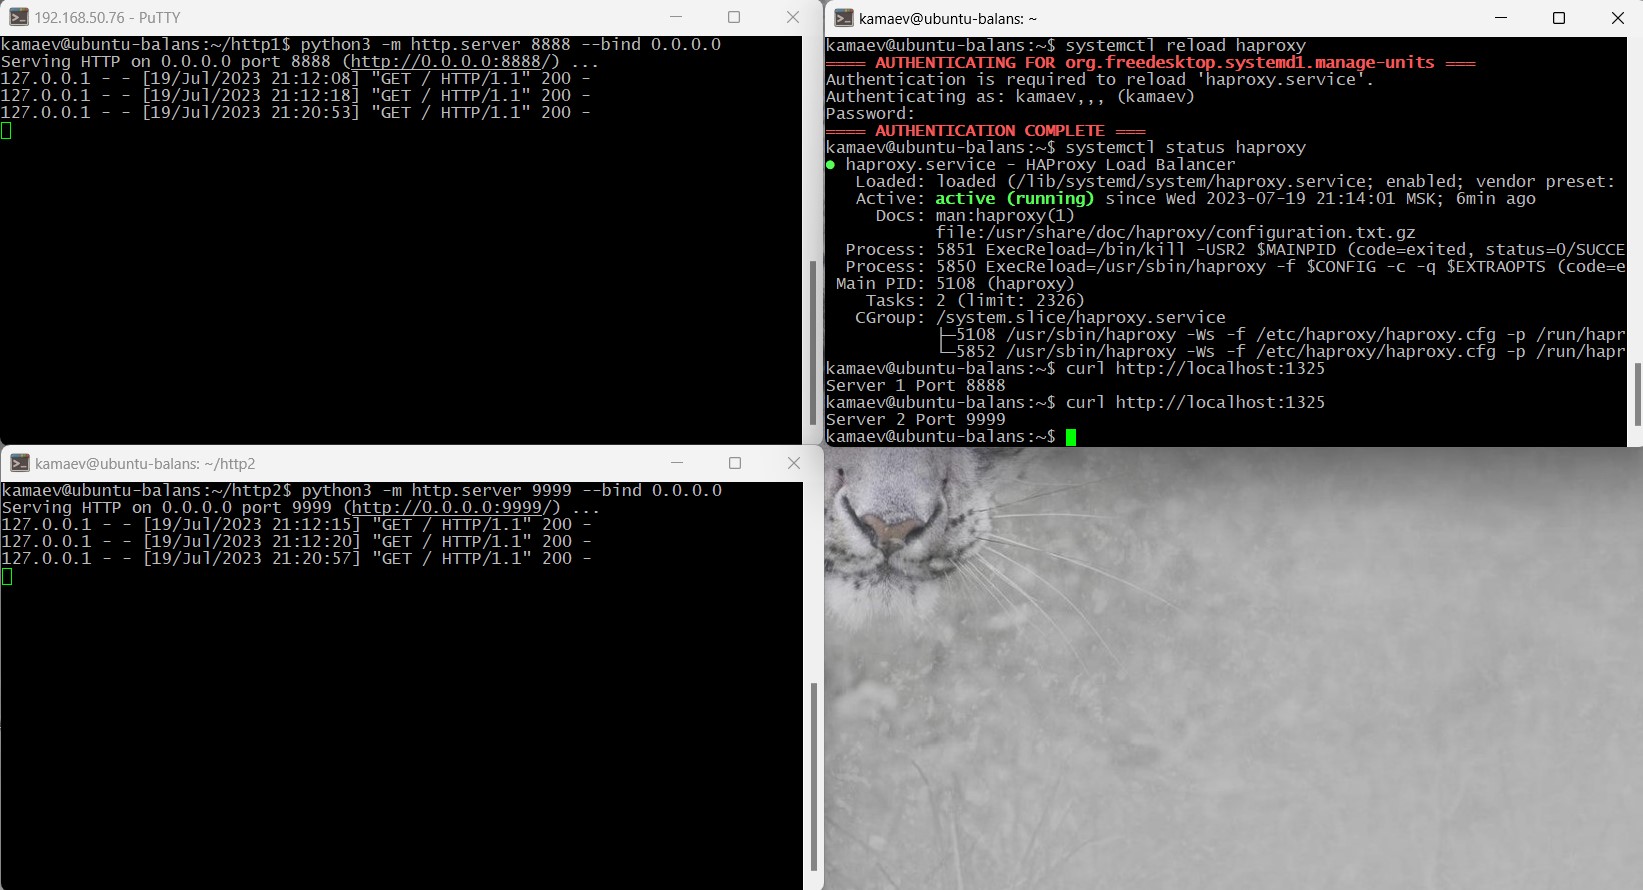 192.168.50.76 - PuTTY
kamaev@ubuntu-balans:~/http1$ python3 -m http.server 8888 --bind 0.0.0.0
Serving HTTP on 0.0.0.0 port 8888 (http://0.0.0.0:8888/) ...
127.0.0.1 - - [19/Jul/2023 21:12:08] "GET / HTTP/1.1" 200 -
127.0.0.1 - - [19/Jul/2023 21:12:18] "GET / HTTP/1.1" 200 -
127.0.0.1 - - [19/Jul/2023 21:20:53] "GET / HTTP/1.1" 200 -
kamaev@ubuntu-balans: ~
kamaev@ubuntu-balans:~$ systemctl reload haproxy
==== AUTHENTICATING FOR org.freedesktop.systemd1.manage-units ===
Authentication is required to reload 'haproxy.service'.
Authenticating as: kamaev,,, (kamaev)
Password:
==== AUTHENTICATION COMPLETE ===
kamaev@ubuntu-balans:~$ systemctl status haproxy
● haproxy.service - HAProxy Load Balancer
Loaded: loaded (/lib/systemd/system/haproxy.service; enabled; vendor preset:
Active: active (running) since Wed 2023-07-19 21:14:01 MSK; 6min ago
Docs: man:haproxy(1)
file:/usr/share/doc/haproxy/configuration.txt.gz
Process: 5851 ExecReload=/bin/kill -USR2 $MAINPID (code=exited, status=0/SUCCE
Process: 5850 ExecReload=/usr/sbin/haproxy -f $CONFIG -c -q $EXTRAOPTS (code=e
Main PID: 5108 (haproxy)
Tasks: 2 (limit: 2326)
CGroup: /system.slice/haproxy.service
├─5108 /usr/sbin/haproxy -Ws -f /etc/haproxy/haproxy.cfg -p /run/hapr
└─5852 /usr/sbin/haproxy -Ws -f /etc/haproxy/haproxy.cfg -p /run/hapr
kamaev@ubuntu-balans:~$ curl http://localhost:1325
Server 1 Port 8888
kamaev@ubuntu-balans:~$ curl http://localhost:1325
Server 2 Port 9999
kamaev@ubuntu-balans:~$
kamaev@ubuntu-balans: ~/http2
kamaev@ubuntu-balans:~/http2$ python3 -m http.server 9999 --bind 0.0.0.0
Serving HTTP on 0.0.0.0 port 9999 (http://0.0.0.0:9999/) ...
127.0.0.1 - - [19/Jul/2023 21:12:15] "GET / HTTP/1.1" 200 -
127.0.0.1 - - [19/Jul/2023 21:12:20] "GET / HTTP/1.1" 200 -
127.0.0.1 - - [19/Jul/2023 21:20:57] "GET / HTTP/1.1" 200 -